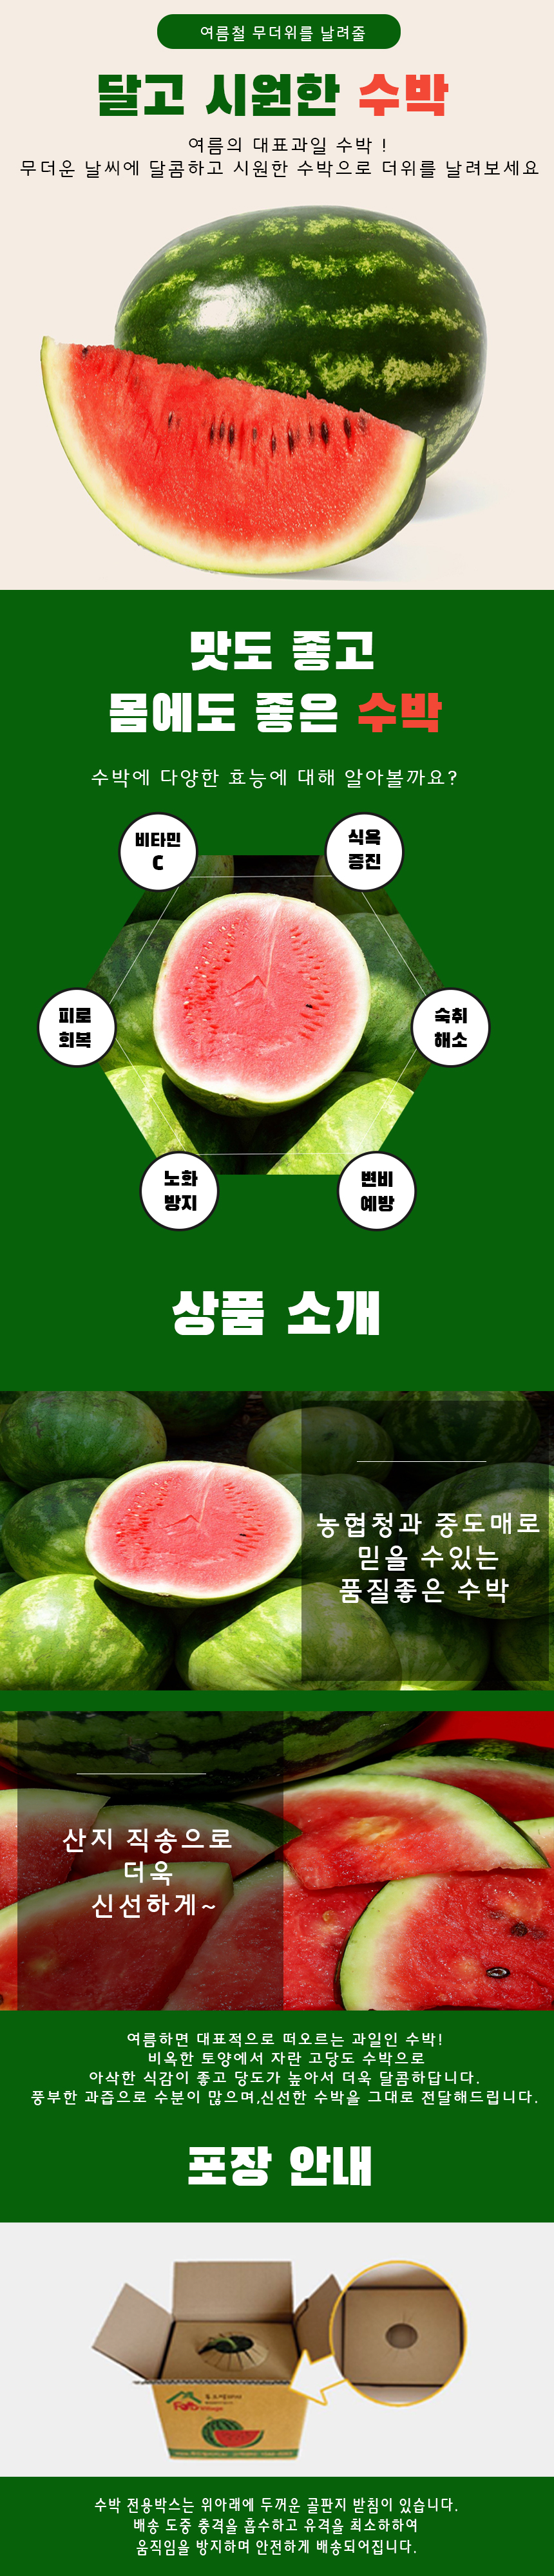 여름철 무더위를 날려줄
달고 시원한 수박
여름의 대표과일 수박 !
무더운 날씨에 달콤하고 시원한 수박으로 더위를 날려보세요
맛도 좋고
몸에도 좋은 수박
수박에 다양한 효능에 대해 알아볼까요?
비타민
C
식욕
증진
피로
회복
숙취
해소
노화
방지
변비
예방
상품 소개
농협청과 중도매로
믿을 수있는
품질좋은 수박
산지 직송으로
더욱
신선하게~
여름하면 대표적으로 떠오르는 과일인 수박!
비옥한 토양에서 자란 고당도 수박으로
아삭한 식감이 좋고 당도가 높아서 더욱 달콤하답니다.
풍부한 과즙으로 수분이 많으며,신선한 수박을 그대로 전달해드립니다.
포장 안내
수박 전용박스는 위아래에 두꺼운 골판지 받침이 있습니다.
배송 도중 충격을 흡수하고 유격을 최소하하여
움직임을 방지하며 안전하게 배송되어집니다.